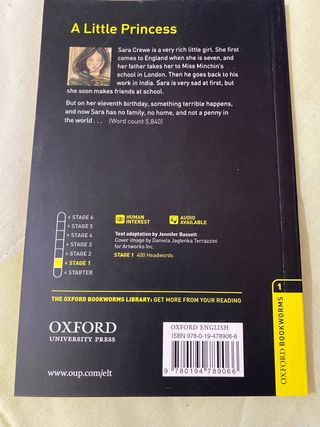 A Little Princess
Sara Crewe is a very rich little girl. She first
comes to England when she is seven, and
her father takes her to Miss Minchin's
school in London. Then he goes back to his
work in India. Sara is very sad at first, but
she soon makes friends at school.
But on her eleventh birthday, something terrible happens,
and now Sara has no family, no home, and not a penny in
the world . . . (Word count 5,840)
STAGE 6
STAGE 5
STAGE 4
STAGE 3
STAGE 2
STAGE 1
STARTER
HUMAN
INTEREST
AUDIO
AVAILABLE
Text adaptation by Jennifer Bassett
Cover image by Daniela Jaglenka Terrazzini
for Artworks Inc.
STAGE 1 400 Headwords
THE OXFORD BOOKWORMS LIBRARY: GET MORE FROM YOUR READING
OXFORD
UNIVERSITY PRESS
www.oup.com/elt
OXFORD ENGLISH
ISBN 978-0-19-478906-6
9 780194 789066
1
OXFORD BOOKWORMS